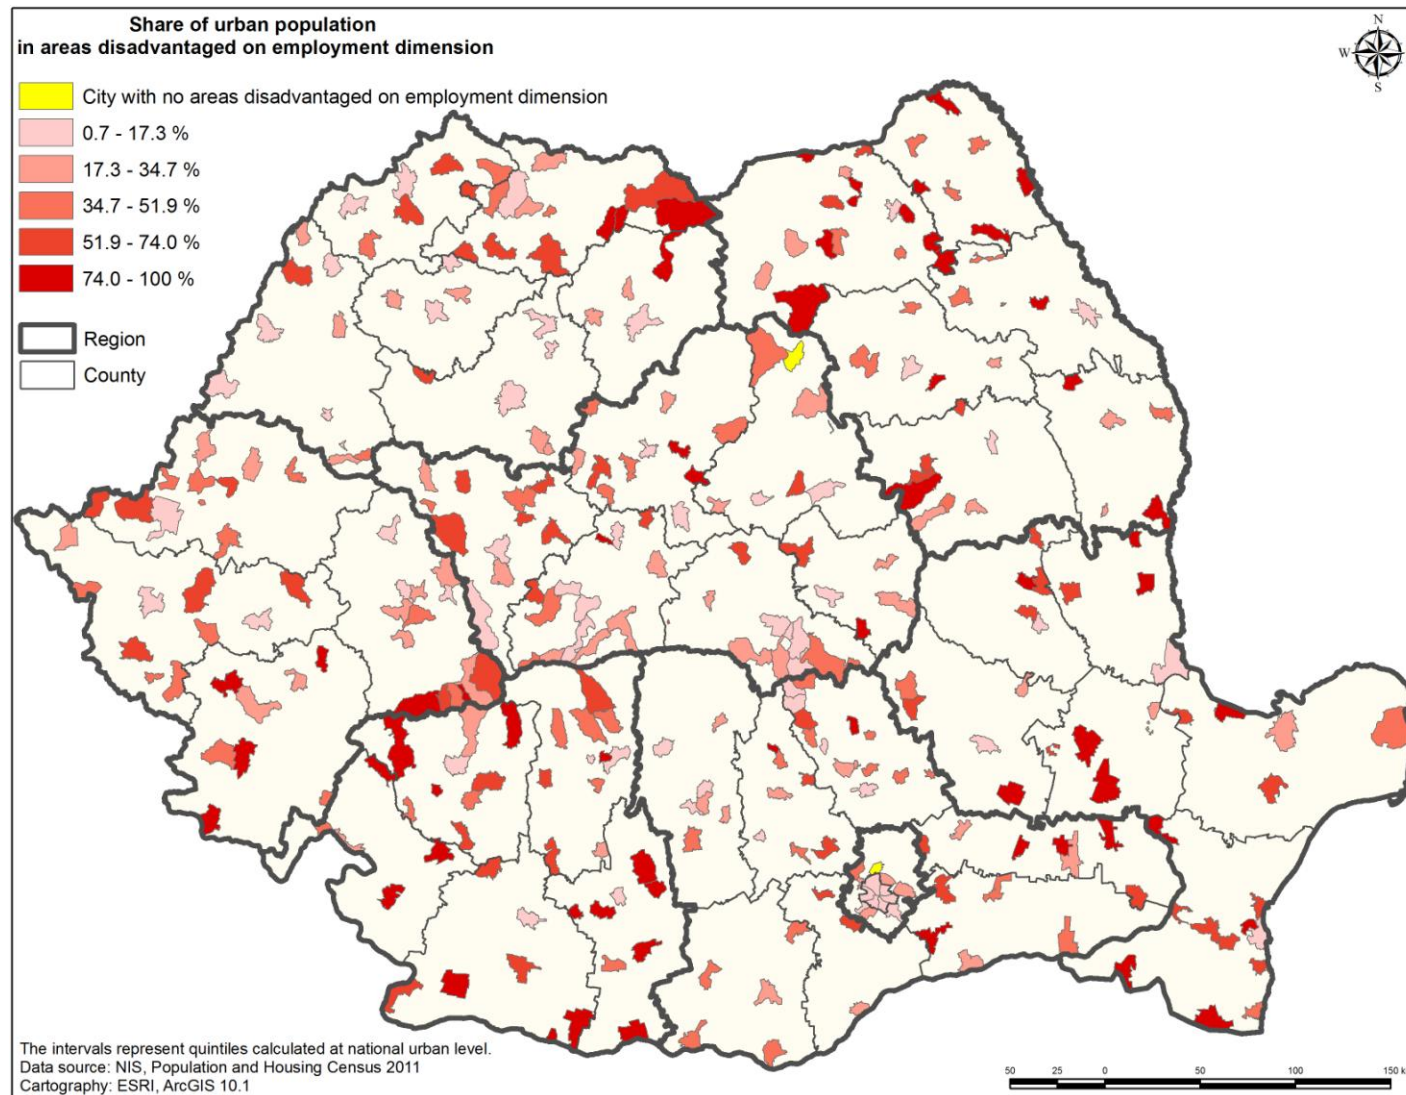 Share of urban population
in areas disadvantaged on employment dimension
City with no areas disadvantaged on employment dimension
0.7 - 17.3 %
17.3 - 34.7 %
34.7 - 51.9 %
51.9 - 74.0 %
74.0 - 100 %
Region
County
N
W
S
The intervals represent quintiles calculated at national urban level.
Data source: NIS, Population and Housing Census 2011
Cartography: ESRI, ArcGIS 10.1
50 25 0 50 100 150 k